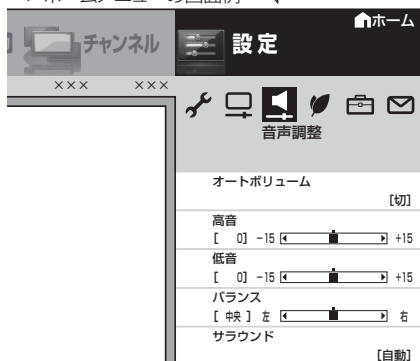 ホーム
チャンネル
設定
××× ×××
音声調整
オートボリューム
[切]
高音
[ 0] -15 +15
低音
[ 0] -15 +15
バランス
[ 中央 ] 左 右
サラウンド
[自動]